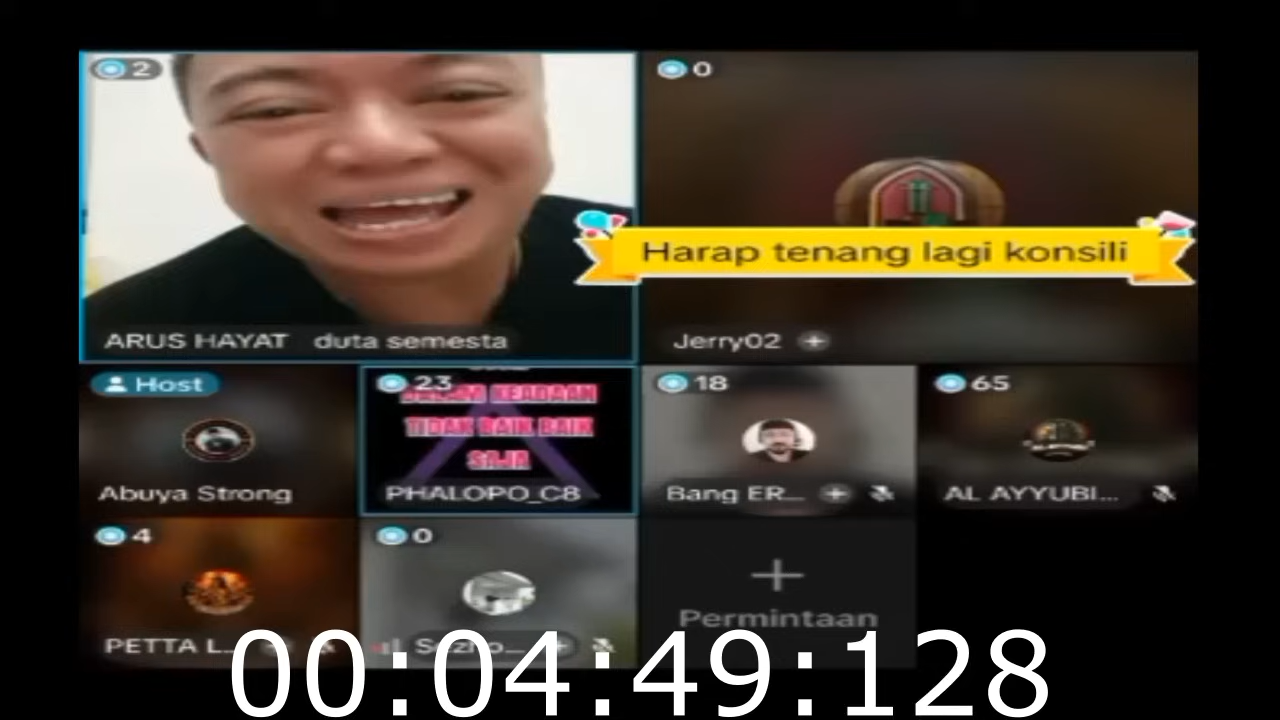 2
0
Harap tenang lagi konsili
ARUS HAYAT duta semesta
Jerry02
Host
23
18
65
KEADAAN
TIDAK BAIK BAIK
SAJA
Abuya Strong
PHALOPO_C8
Bang ER...
AL AYYUBI...
4
0
Permintaan
PETTA L...
00:04:49:128